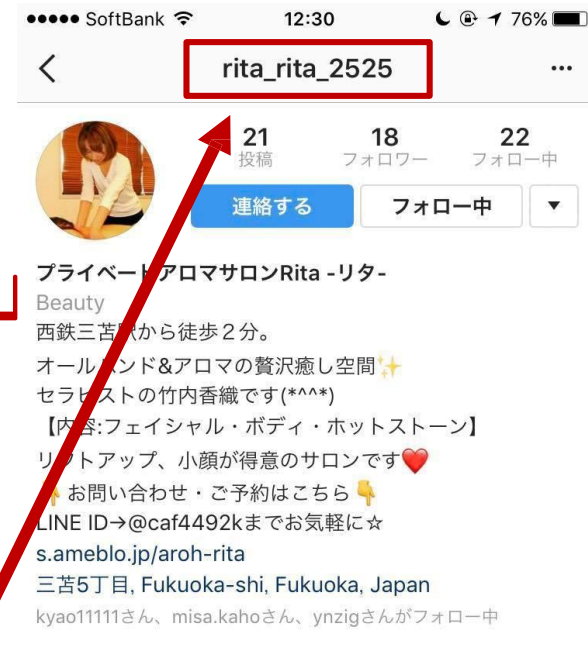 SoftBank 12:30 76%
rita_rita_2525
21 18 22
投稿 フォロワー フォロー中
連絡する フォロー中
プライベートアロマサロンRita -リタ-
Beauty
西鉄三苫駅から徒歩２分。
オールハンド&アロマの贅沢癒し空間✨
セラピストの竹内香織です(*^^*)
【内容:フェイシャル・ボディ・ホットストーン】
リフトアップ、小顔が得意のサロンです❤️
👇お問い合わせ・ご予約はこちら👇
LINE ID→@caf4492kまでお気軽に☆
s.ameblo.jp/aroh-rita
三苫5丁目, Fukuoka-shi, Fukuoka, Japan
kyao11111さん、misa.kahoさん、ynzigさんがフォロー中